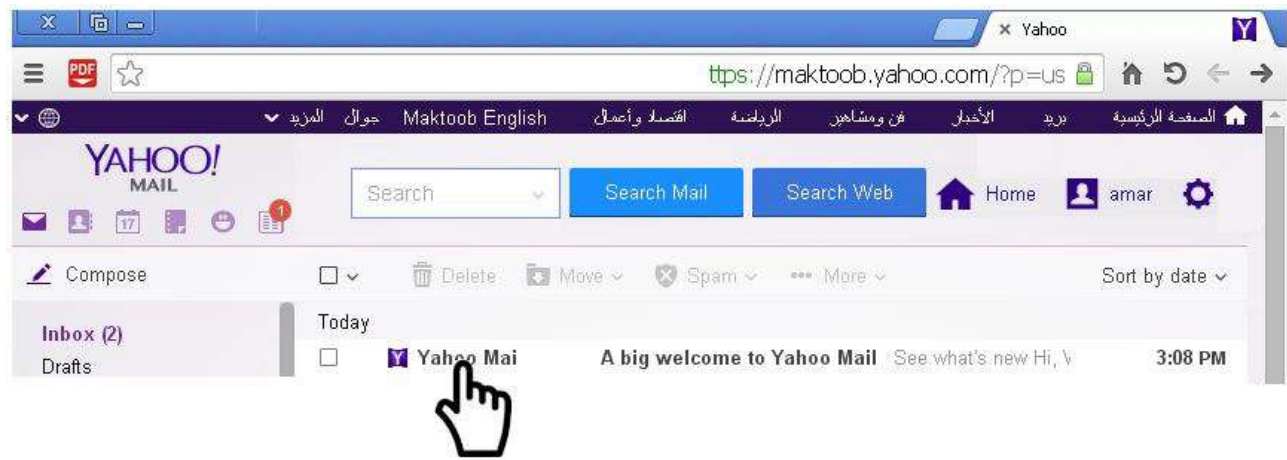 Yahoo
PDF
ttps://maktoob.yahoo.com/?p=us
الصفحة الرئيسية بريد الأخبار فن ومشاهير الرياضة اقتصاد وأعمال Maktoob English جوال المزيد
YAHOO!
MAIL
Search Search Mail Search Web Home amar
17 1
Compose Delete Move Spam More Sort by date
Inbox (2) Today
Drafts Yahoo Mai A big welcome to Yahoo Mail See what's new Hi, 3:08 PM